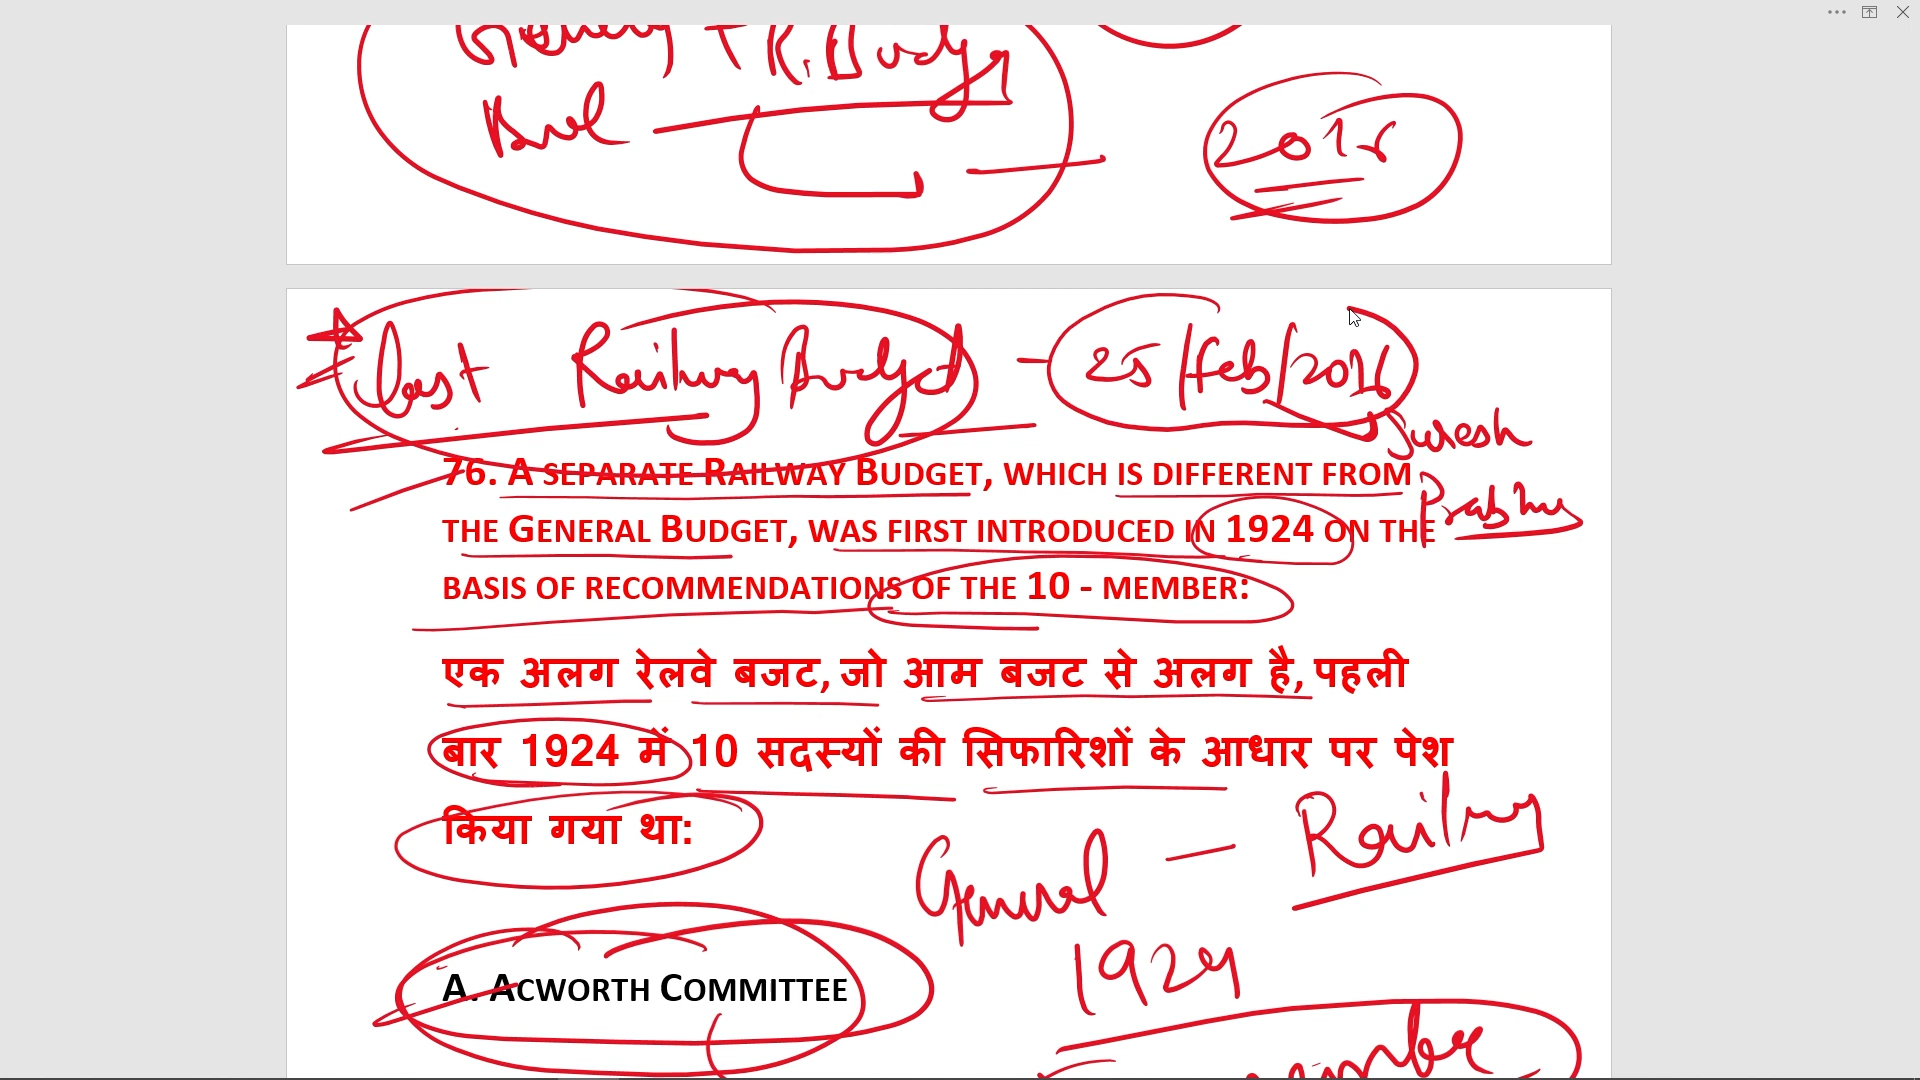 + R. Budget
2016
Last Railway Budget - 25/Feb/2016
Suresh
Prabhu
76. A SEPARATE RAILWAY BUDGET, WHICH IS DIFFERENT FROM
THE GENERAL BUDGET, WAS FIRST INTRODUCED IN 1924 ON THE
BASIS OF RECOMMENDATIONS OF THE 10 - MEMBER:
एक अलग रेलवे बजट, जो आम बजट से अलग है, पहली
बार 1924 में 10 सदस्यों की सिफारिशों के आधार पर पेश
किया गया था:
General - Railway
1924
A. ACWORTH COMMITTEE